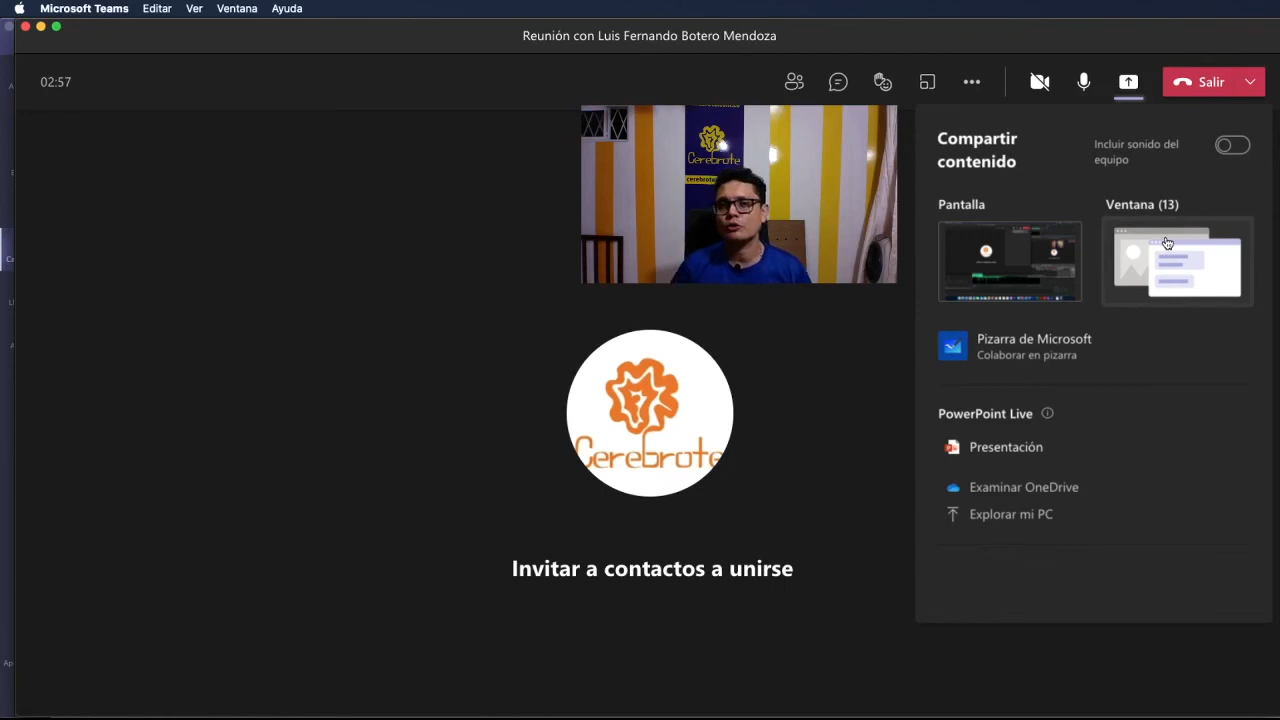 Microsoft Teams Editar Ver Ventana Ayuda
Reunión con Luis Fernando Botero Mendoza
02:57
Salir
Compartir contenido
Incluir sonido del equipo
Pantalla
Ventana (13)
Pizarra de Microsoft
Colaborar en pizarra
PowerPoint Live
Presentación
Examinar OneDrive
Explorar mi PC
Cerebrote
Cerebrote
Invitar a contactos a unirse